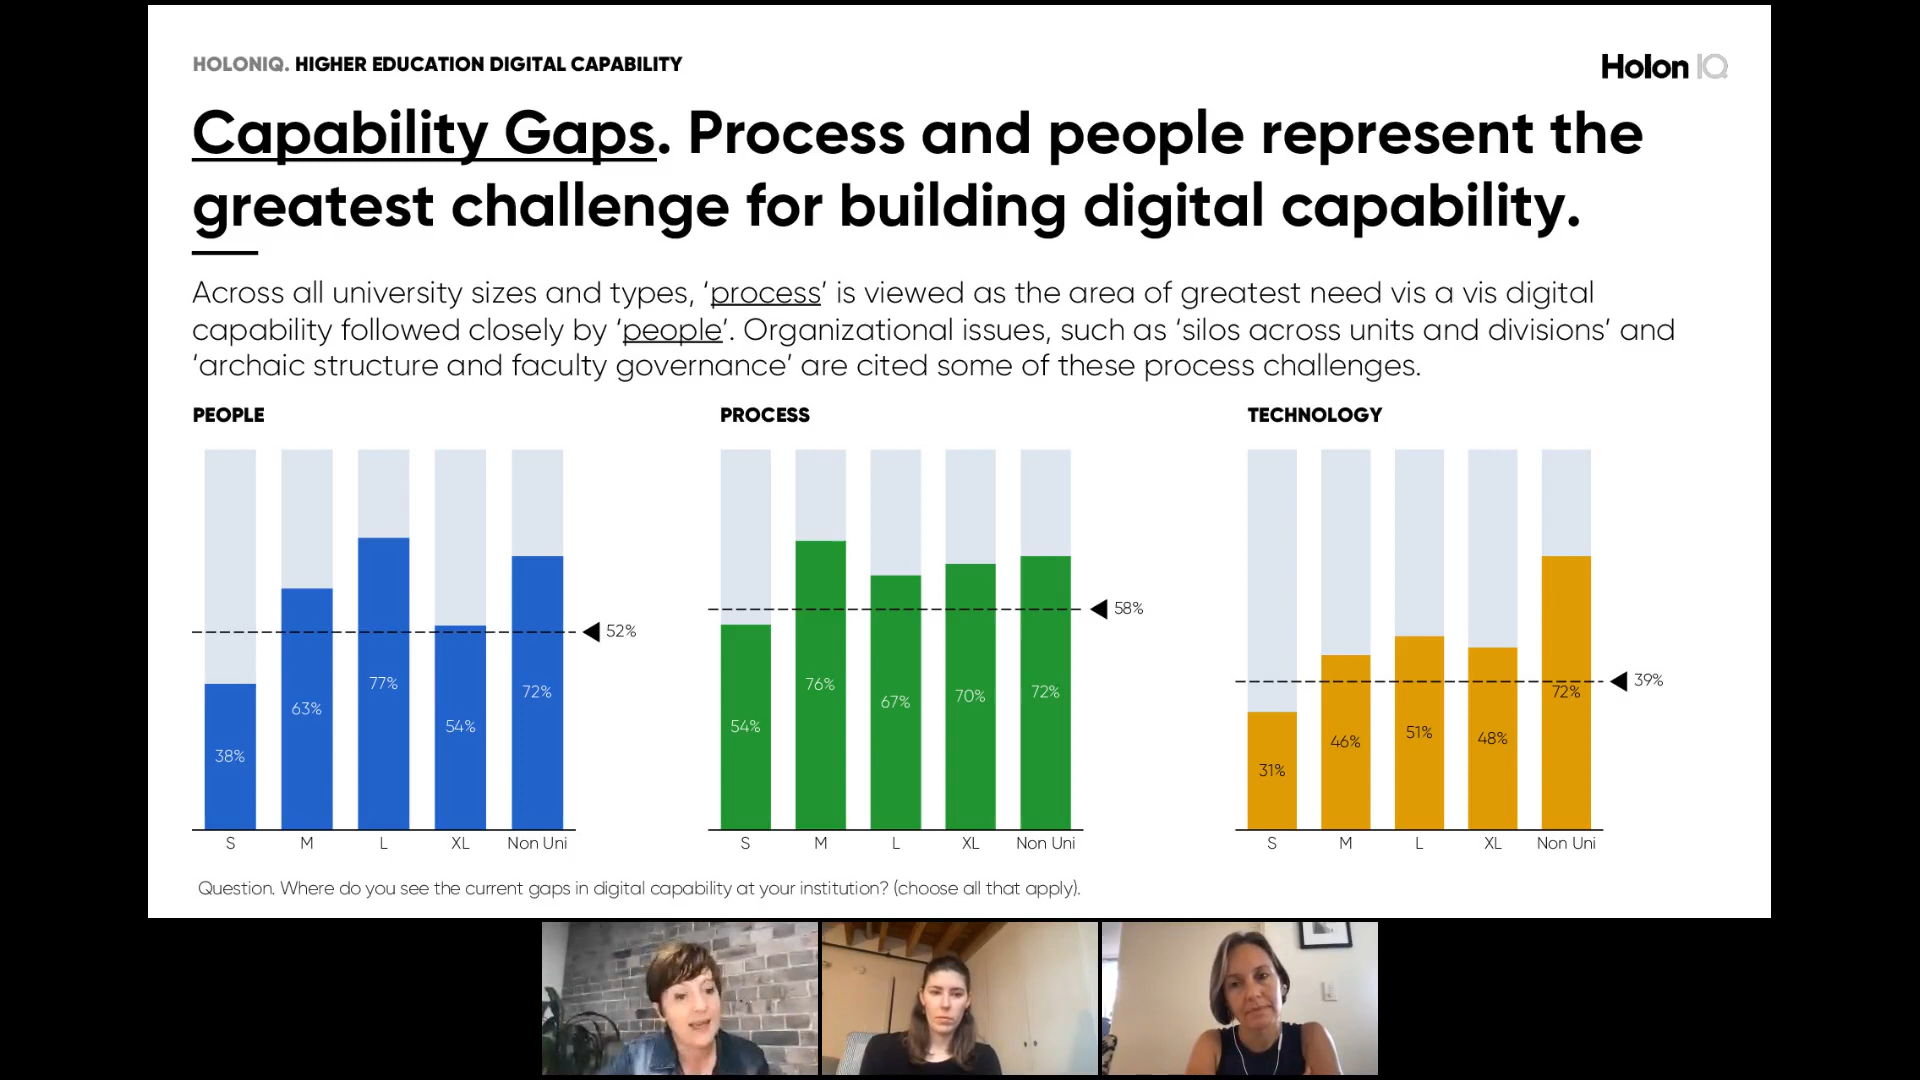 HOLONIQ. HIGHER EDUCATION DIGITAL CAPABILITY
Holon IQ
Capability Gaps. Process and people represent the
greatest challenge for building digital capability.
Across all university sizes and types, ‘process’ is viewed as the area of greatest need vis a vis digital
capability followed closely by ‘people’. Organizational issues, such as ‘silos across units and divisions’ and
‘archaic structure and faculty governance’ are cited some of these process challenges.
PEOPLE
38%
63%
77%
54%
72%
52%
S M L XL Non Uni
PROCESS
54%
76%
67%
70%
72%
58%
S M L XL Non Uni
TECHNOLOGY
31%
46%
51%
48%
72%
39%
S M L XL Non Uni
Question. Where do you see the current gaps in digital capability at your institution? (choose all that apply).